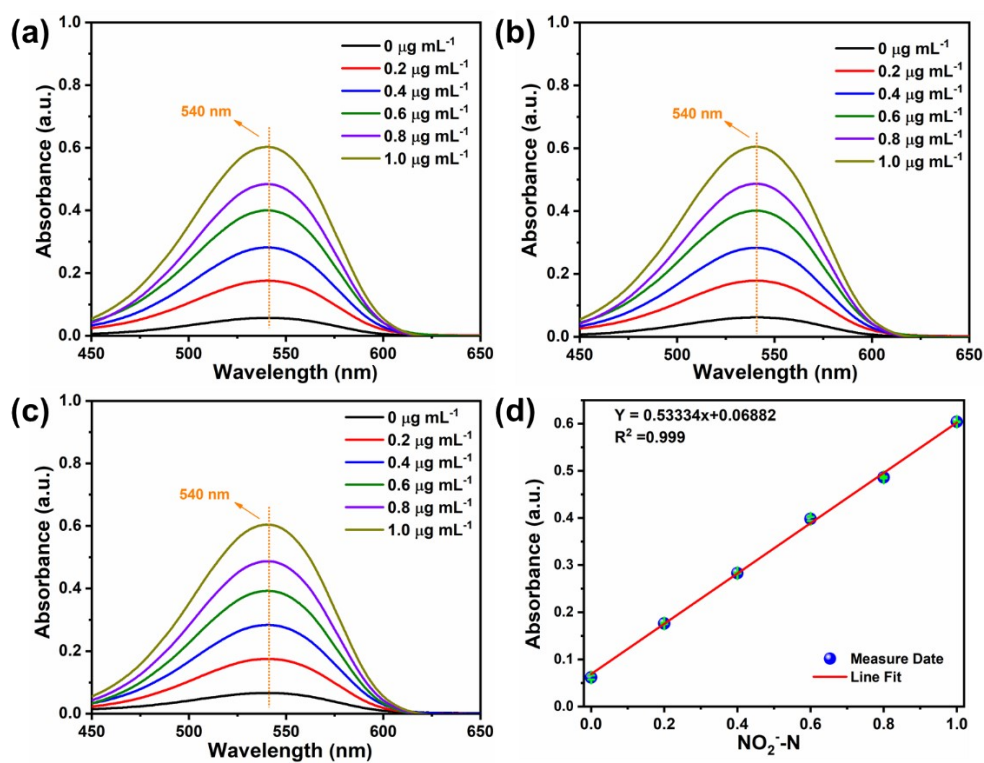 (a)
1.0
0.8
0.6
0.4
0.2
0.0
Absorbance (a.u.)
540 nm
0 μg mL⁻¹
0.2 μg mL⁻¹
0.4 μg mL⁻¹
0.6 μg mL⁻¹
0.8 μg mL⁻¹
1.0 μg mL⁻¹
450 500 550 600 650
Wavelength (nm)
(b)
1.0
0.8
0.6
0.4
0.2
0.0
Absorbance (a.u.)
540 nm
0 μg mL⁻¹
0.2 μg mL⁻¹
0.4 μg mL⁻¹
0.6 μg mL⁻¹
0.8 μg mL⁻¹
1.0 μg mL⁻¹
450 500 550 600 650
Wavelength (nm)
(c)
1.0
0.8
0.6
0.4
0.2
0.0
Absorbance (a.u.)
540 nm
0 μg mL⁻¹
0.2 μg mL⁻¹
0.4 μg mL⁻¹
0.6 μg mL⁻¹
0.8 μg mL⁻¹
1.0 μg mL⁻¹
450 500 550 600 650
Wavelength (nm)
(d)
Y = 0.53334x+0.06882
R² =0.999
0.6
0.5
0.4
0.3
0.2
0.1
0.0
Absorbance (a.u.)
Measure Date
Line Fit
0.0 0.2 0.4 0.6 0.8 1.0
NO₂⁻-N